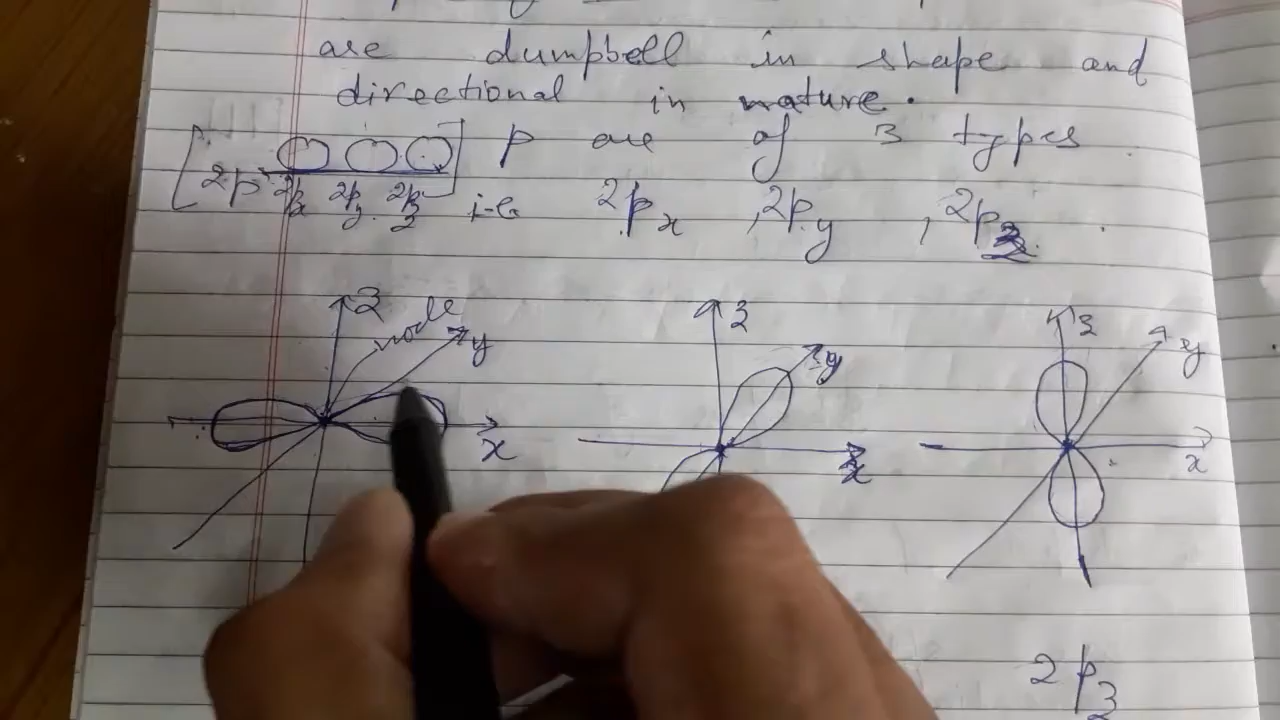 are dumpbell in shape and
directional in nature.
[2p 2px 2py 2pz] p are of 3 types
i-e 2px , 2py , 2pz.
z node y x
z y x
z y x
2pz